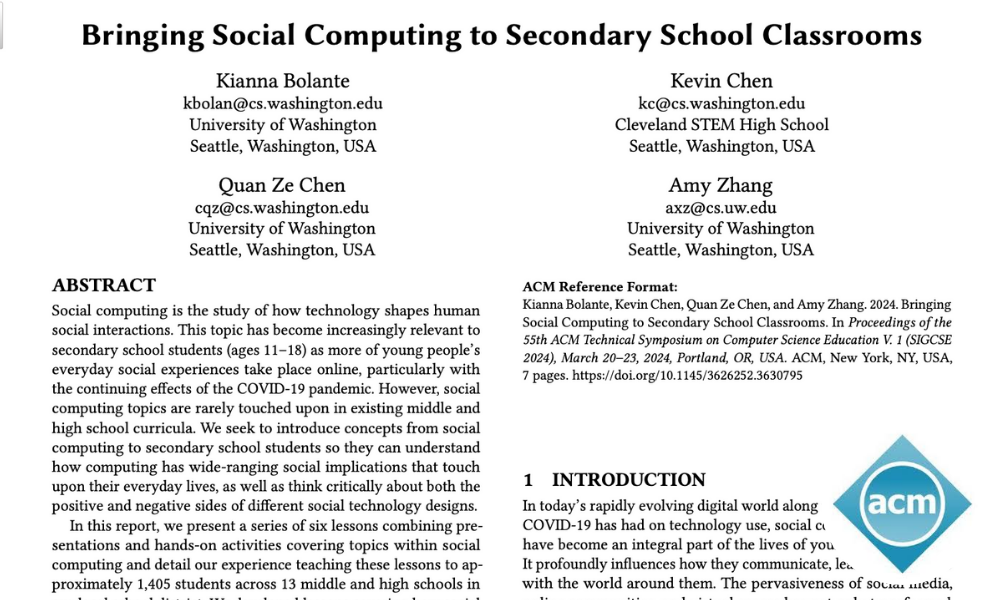 Bringing Social Computing to Secondary School Classrooms
Kianna Bolante
kbolan@cs.washington.edu
University of Washington
Seattle, Washington, USA
Kevin Chen
kc@cs.washington.edu
Cleveland STEM High School
Seattle, Washington, USA
Quan Ze Chen
cqz@cs.washington.edu
University of Washington
Seattle, Washington, USA
Amy Zhang
axz@cs.uw.edu
University of Washington
Seattle, Washington, USA
ABSTRACT
Social computing is the study of how technology shapes human
social interactions. This topic has become increasingly relevant to
secondary school students (ages 11–18) as more of young people's
everyday social experiences take place online, particularly with
the continuing effects of the COVID-19 pandemic. However, social
computing topics are rarely touched upon in existing middle and
high school curricula. We seek to introduce concepts from social
computing to secondary school students so they can understand
how computing has wide-ranging social implications that touch
upon their everyday lives, as well as think critically about both the
positive and negative sides of different social technology designs.
In this report, we present a series of six lessons combining pre-
sentations and hands-on activities covering topics within social
computing and detail our experience teaching these lessons to ap-
proximately 1,405 students across 13 middle and high schools in
ACM Reference Format:
Kianna Bolante, Kevin Chen, Quan Ze Chen, and Amy Zhang. 2024. Bringing
Social Computing to Secondary School Classrooms. In Proceedings of the
55th ACM Technical Symposium on Computer Science Education V. 1 (SIGCSE
2024), March 20–23, 2024, Portland, OR, USA. ACM, New York, NY, USA,
7 pages. https://doi.org/10.1145/3626252.3630795
1 INTRODUCTION
In today's rapidly evolving digital world along
COVID-19 has had on technology use, social
have become an integral part of the lives of
It profoundly influences how they communicate,
with the world around them. The pervasiveness of social media,
acm